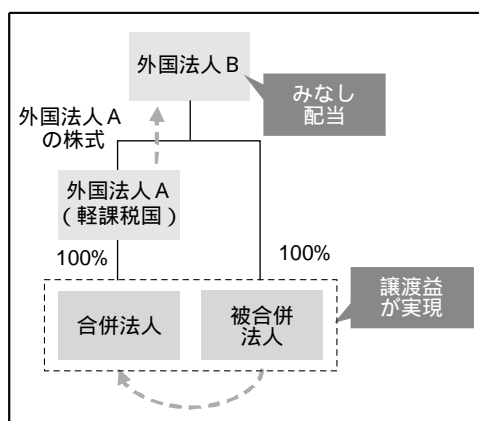 外国法人B
みなし
配当
外国法人A
の株式
外国法人A
(軽課税国)
100%
100%
譲渡益
が実現
合併法人
被合併
法人